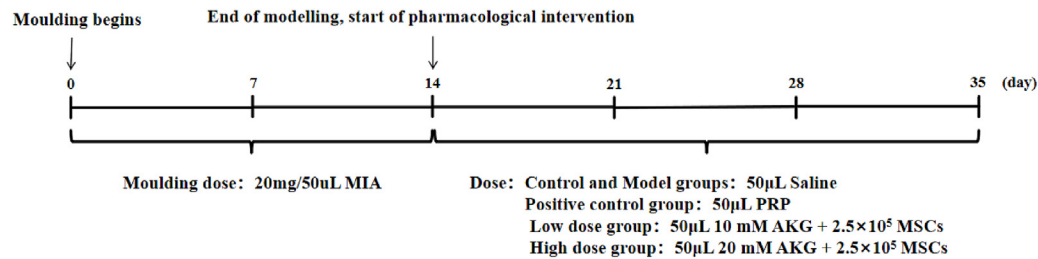 Moulding begins
End of modelling, start of pharmacological intervention
0 7 14 21 28 35 (day)
Moulding dose: 20mg/50uL MIA
Dose: Control and Model groups: 50μL Saline
Positive control group: 50μL PRP
Low dose group: 50μL 10 mM AKG + 2.5×10⁵ MSCs
High dose group: 50μL 20 mM AKG + 2.5×10⁵ MSCs